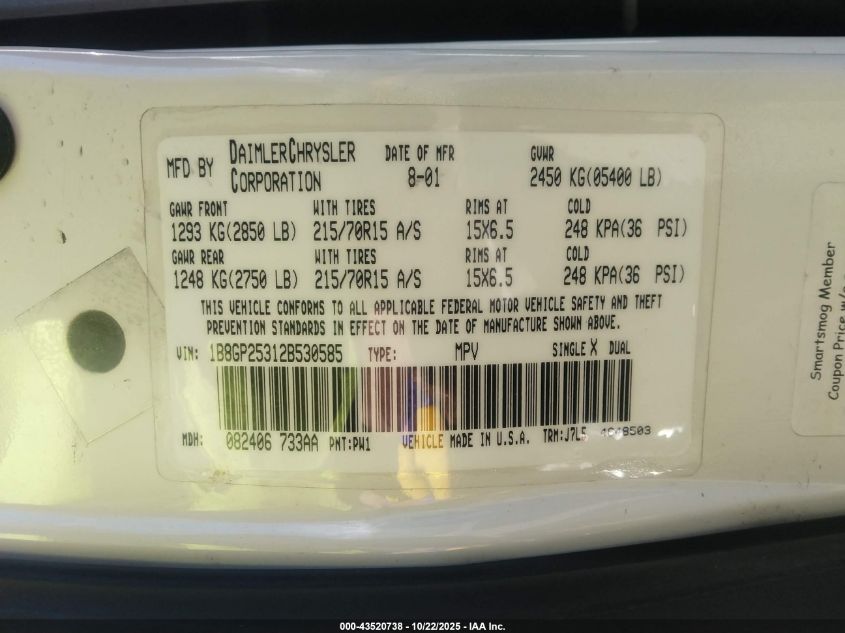 MFD BY DAIMLERCHRYSLER CORPORATION DATE OF MFR 8-01 GVWR 2450 KG(05400 LB)
GAWR FRONT WITH TIRES RIMS AT COLD
1293 KG(2850 LB) 215/70R15 A/S 15X6.5 248 KPA(36 PSI)
GAWR REAR WITH TIRES RIMS AT COLD
1248 KG(2750 LB) 215/70R15 A/S 15X6.5 248 KPA(36 PSI)
THIS VEHICLE CONFORMS TO ALL APPLICABLE FEDERAL MOTOR VEHICLE SAFETY AND THEFT
PREVENTION STANDARDS IN EFFECT ON THE DATE OF MANUFACTURE SHOWN ABOVE.
VIN: 1B8GP25312B530585 TYPE: MPV SINGLE X DUAL
MDH: 082406 733AA PNT:PW1 VEHICLE MADE IN U.S.A. TRM:J7L5
Smartsmog Member
Coupon Price
000-43520738 - 10/22/2025 - IAA Inc.